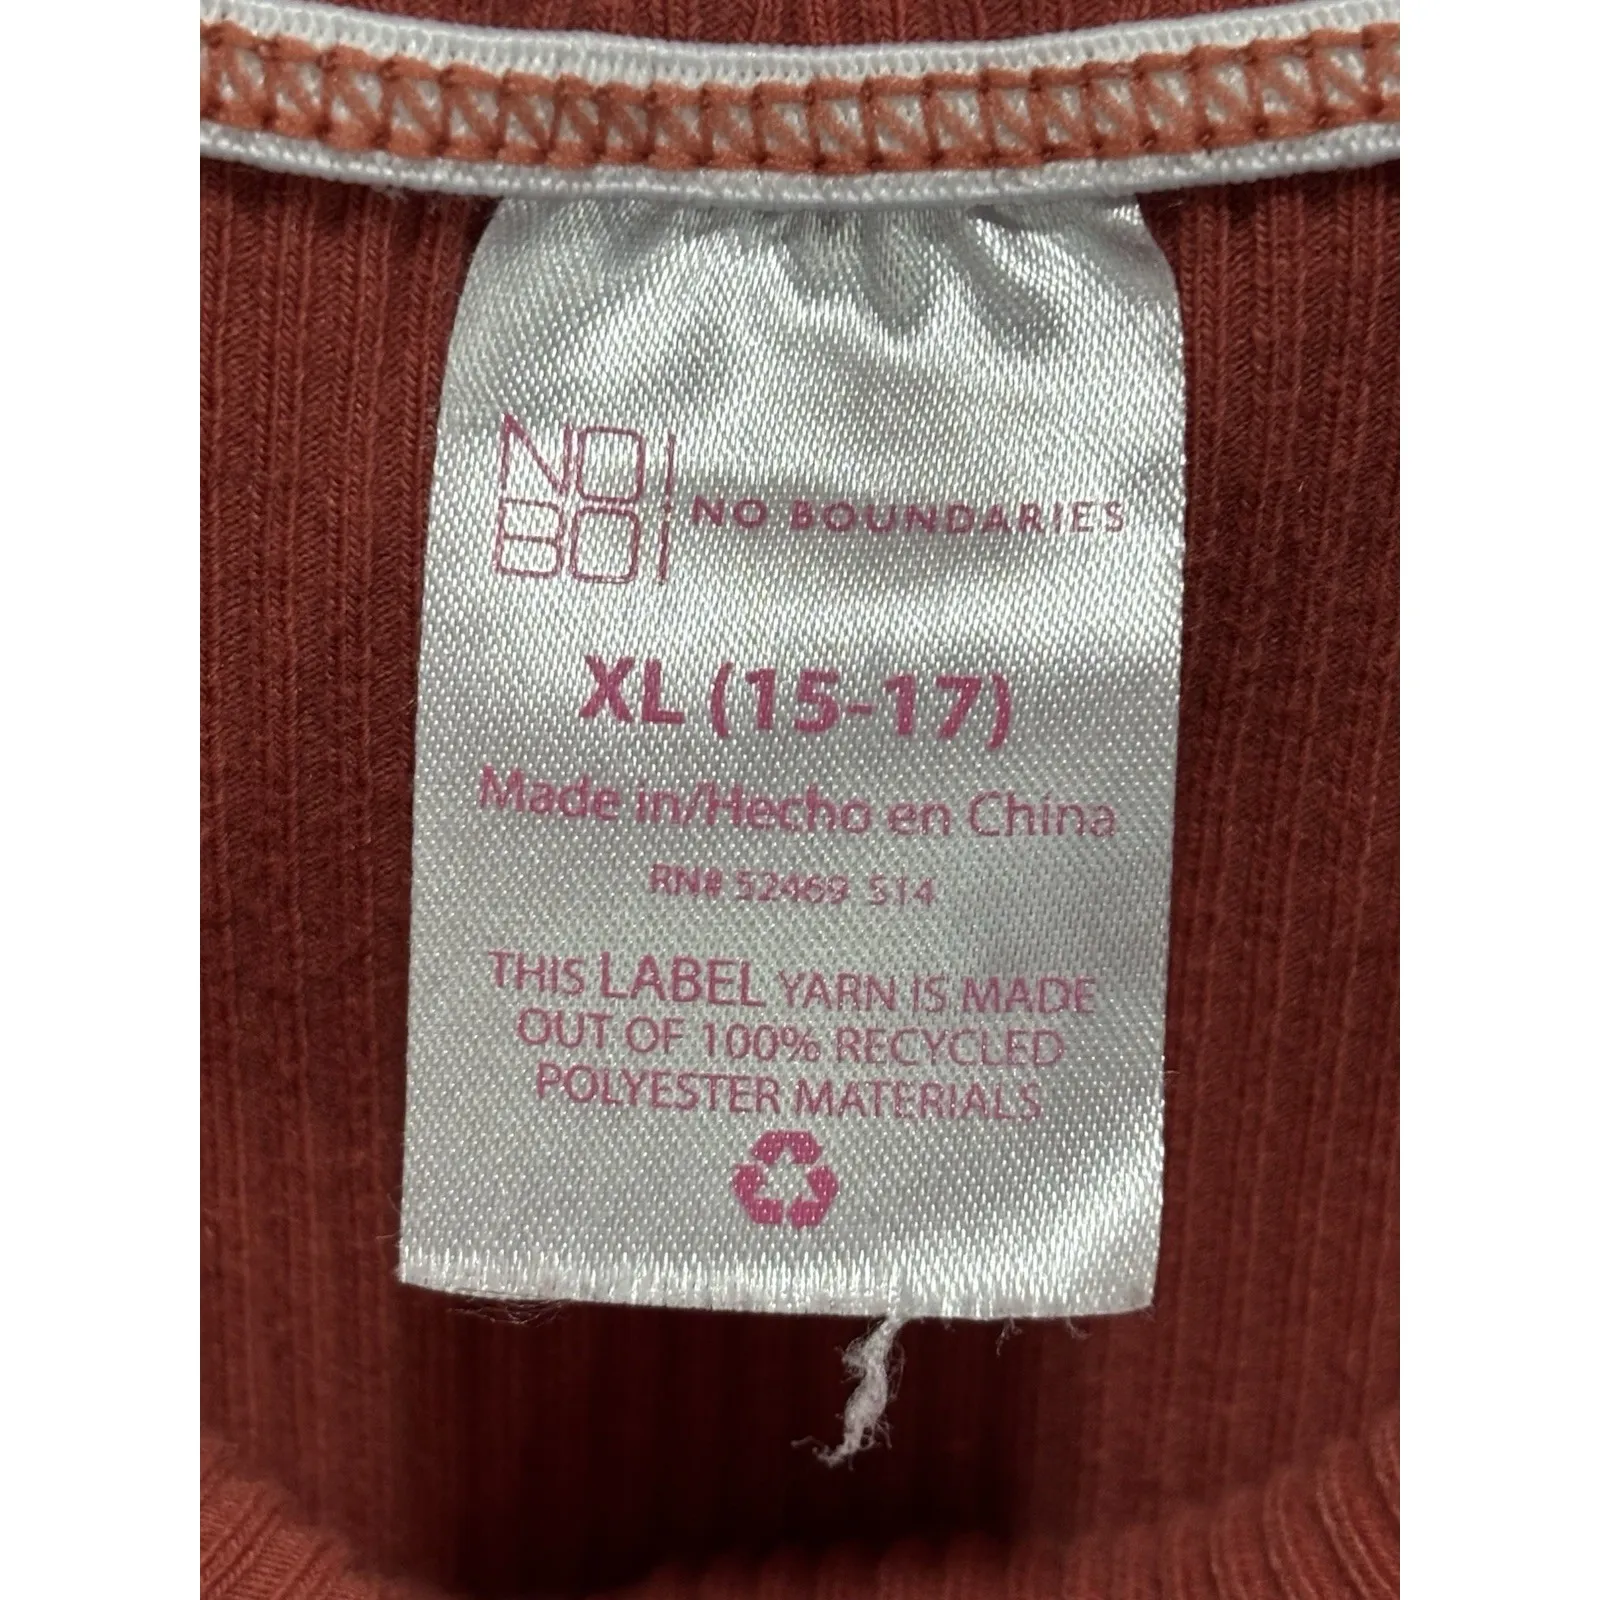 NO
BO
NO BOUNDARIES
XL (15-17)
Made in/Hecho en China
RN# 52469 ST4
THIS LABEL YARN IS MADE
OUT OF 100% RECYCLED
POLYESTER MATERIALS